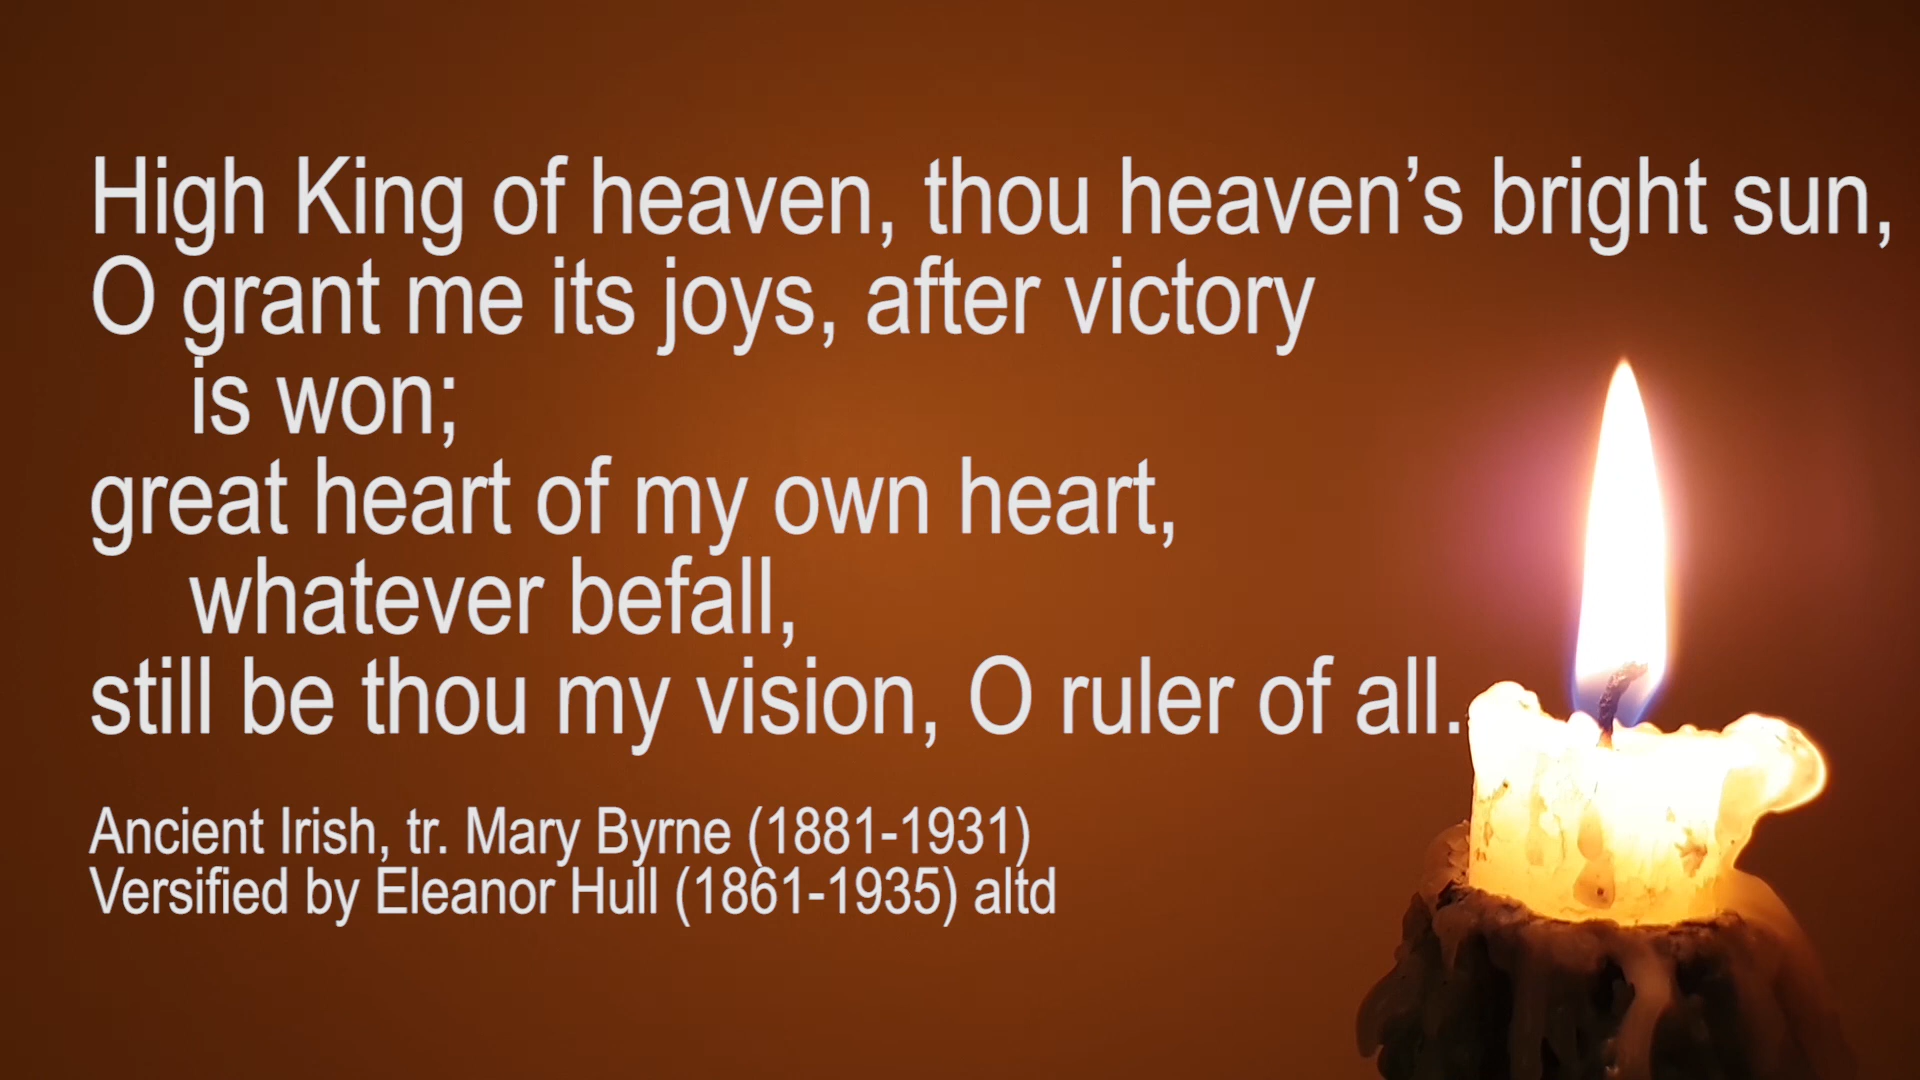 High King of heaven, thou heaven’s bright sun,
O grant me its joys, after victory
is won;
great heart of my own heart,
whatever befall,
still be thou my vision, O ruler of all.
Ancient Irish, tr. Mary Byrne (1881-1931)
Versified by Eleanor Hull (1861-1935) altd